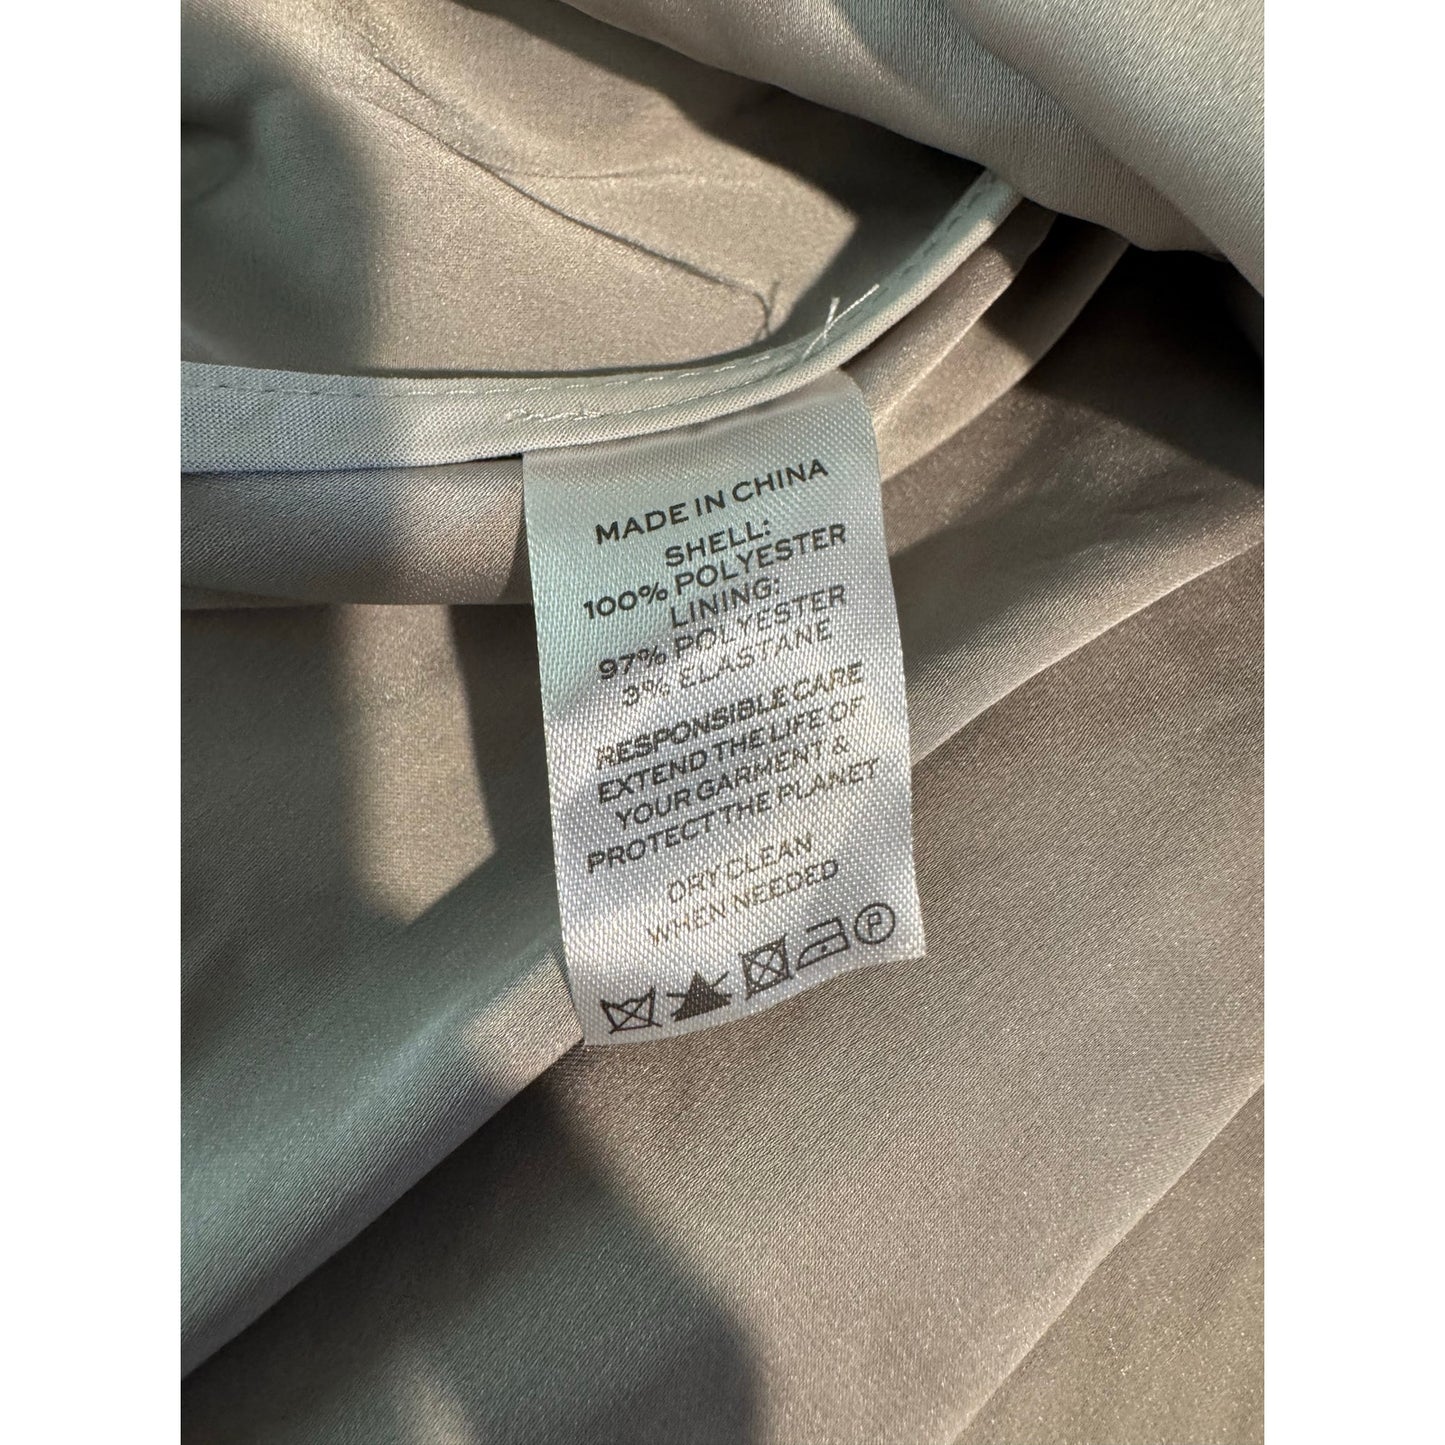 MADE IN CHINA
SHELL:
100% POLYESTER
LINING:
97% POLYESTER
3% ELASTANE
RESPONSIBLE CARE
EXTEND THE LIFE OF
YOUR GARMENT &
PROTECT THE PLANET
DRY CLEAN
WHEN NEEDED
P